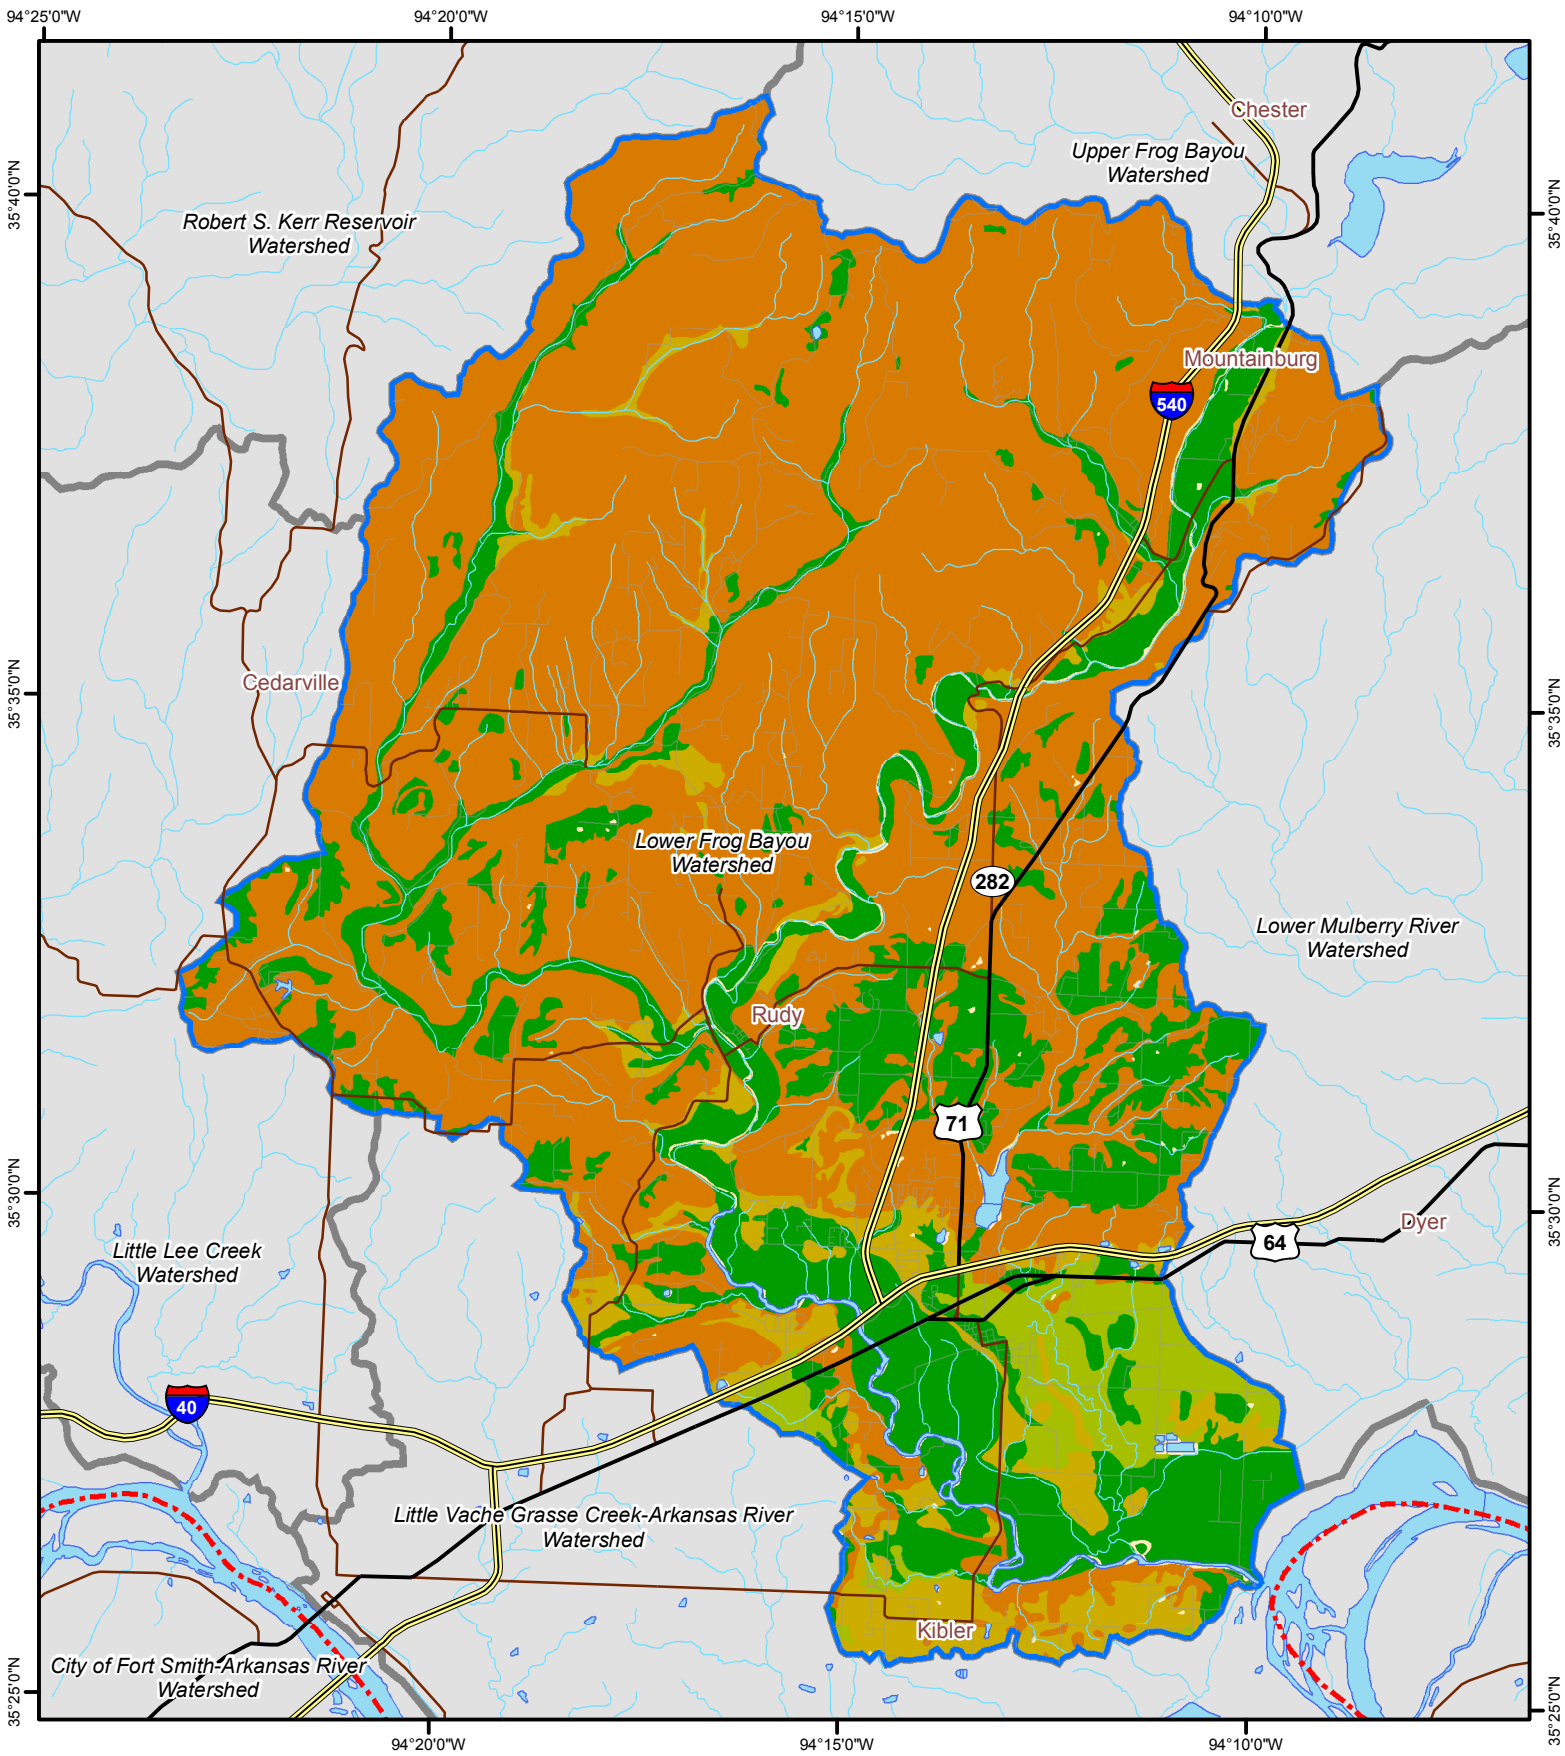 94°25'0"W
94°20'0"W
94°15'0"W
94°10'0"W
Chester
Upper Frog Bayou
Watershed
35°40'0"N
35°40'0"N
Robert S. Kerr Reservoir
Watershed
Mountainburg
540
Cedarville
35°35'0"N
35°35'0"N
Lower Frog Bayou
Watershed
282
Lower Mulberry River
Watershed
Rudy
71
35°30'0"N
35°30'0"N
Dyer
64
Little Lee Creek
Watershed
40
Little Vache Grasse Creek-Arkansas River
Watershed
Kibler
City of Fort Smith-Arkansas River
Watershed
35°25'0"N
35°25'0"N
94°20'0"W
94°15'0"W
94°10'0"W